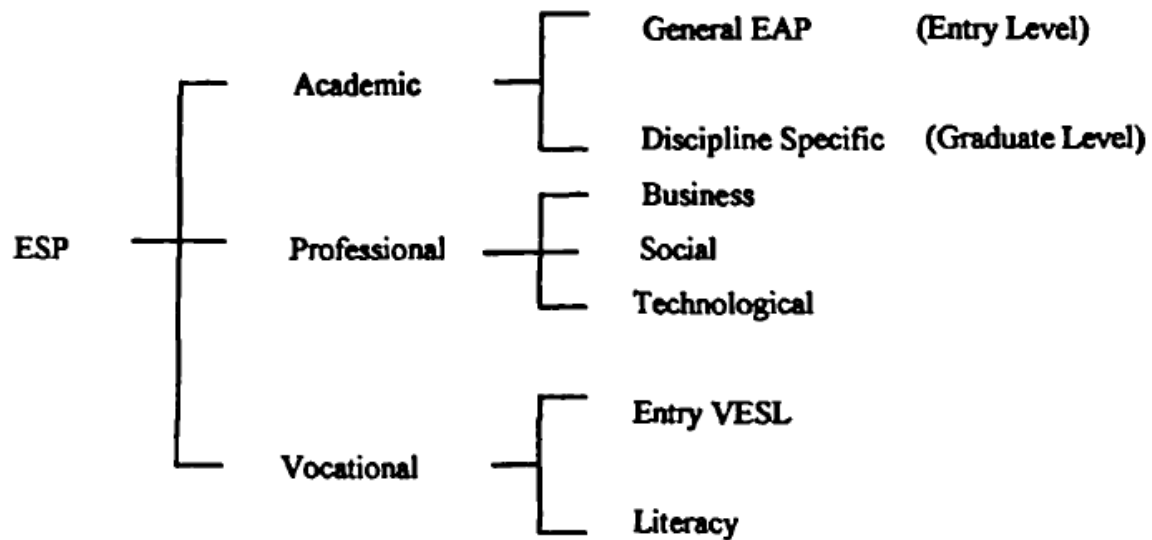 General EAP (Entry Level)
Academic
Discipline Specific (Graduate Level)
Business
ESP Professional Social
Technological
Entry VESL
Vocational
Literacy